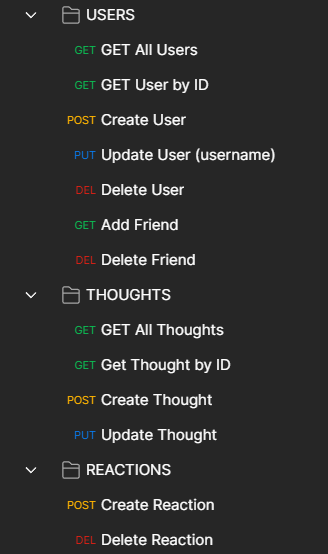 USERS
GET GET All Users
GET GET User by ID
POST Create User
PUT Update User (username)
DEL Delete User
GET Add Friend
DEL Delete Friend
THOUGHTS
GET GET All Thoughts
GET Get Thought by ID
POST Create Thought
PUT Update Thought
REACTIONS
POST Create Reaction
DEL Delete Reaction